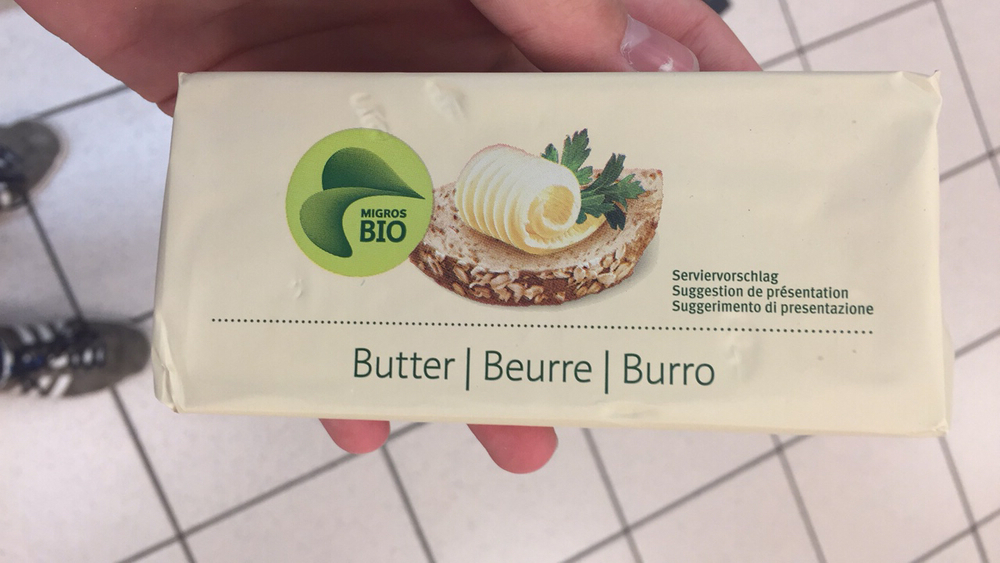 MIGROS
BIO
Serviervorschlag
Suggestion de présentation
Suggerimento di presentazione
Butter | Beurre | Burro